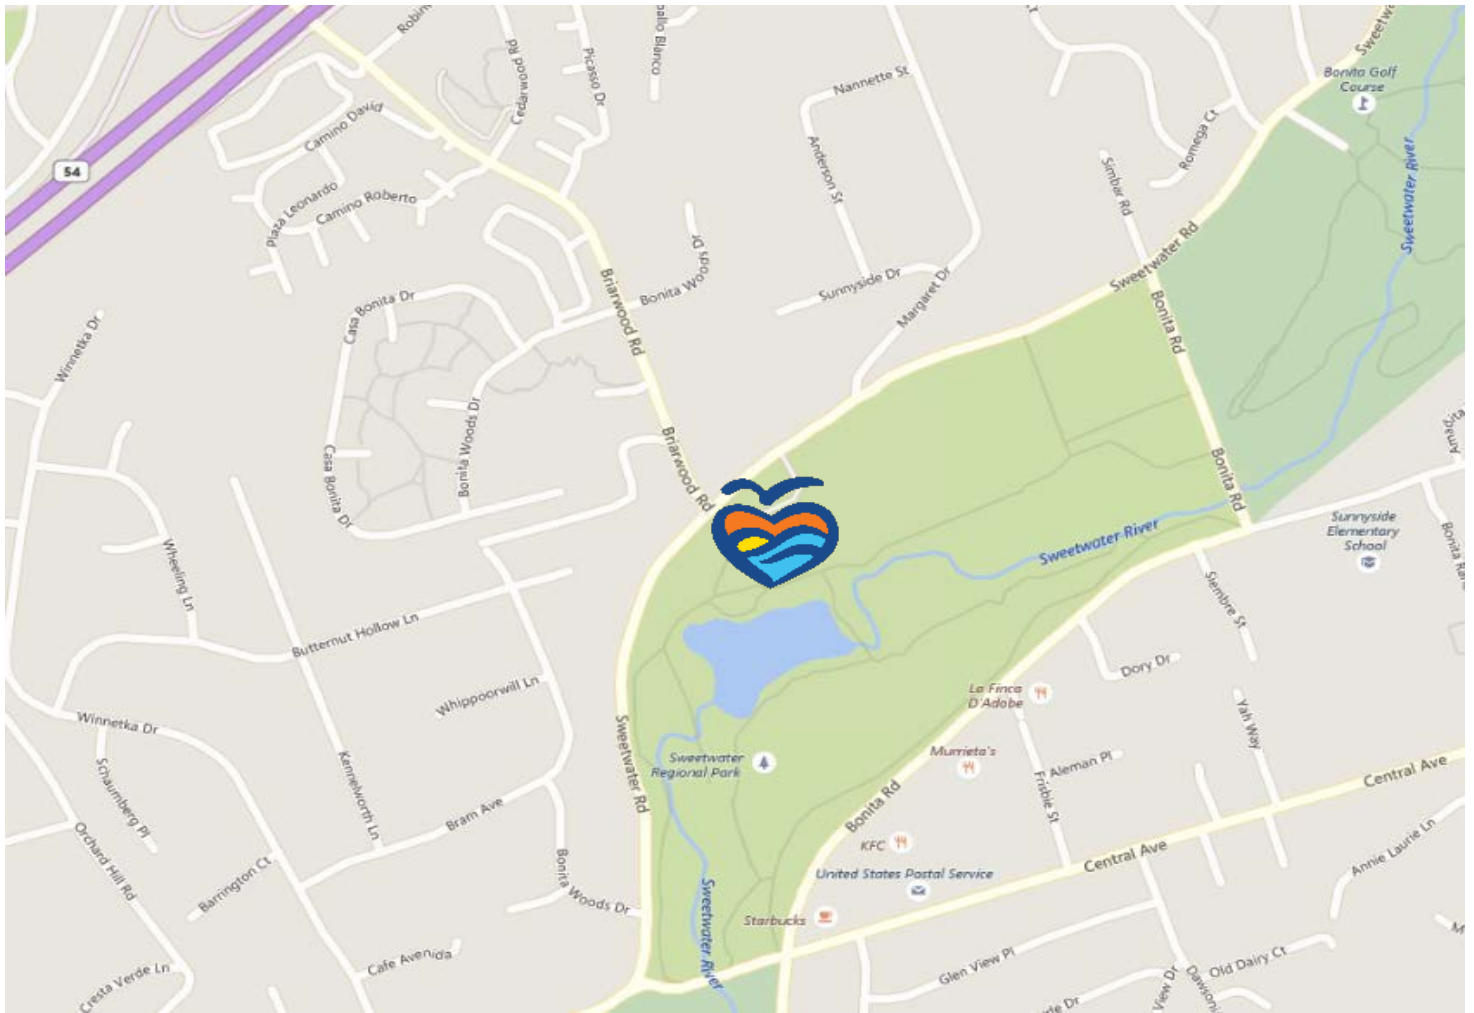 Robin
Cedarwood Rd
Picasso Dr
Blanco
Nannette St
Sweetw
Bonita Golf
Course
54
Camino David
Anderson St
Romega Ct
Simbar Rd
Sweetwater River
Plaza Leonardo
Camino Roberto
Bonita Woods Dr
Sunnyside Dr
Margaret Dr
Sweetwater Rd
Briarwood Rd
Casa Bonita Dr
Bonita Rd
Winnetka Dr
Bonita Woods Dr
Casa Bonita Dr
Briarwood Rd
Bonita Rd
Sunnyside
Elementary
School
Sweetwater River
Wheeling Ln
Siembre St
Butternut Hollow Ln
Dory Dr
Whippoorwill Ln
La Finca
D'Adobe
Yah Way
Winnetka Dr
Sweetwater Rd
Sweetwater
Regional Park
Murrieta's
Aleman Pl
Frisbie St
Kennelworth Ln
Schaumberg Pl
Central Ave
Bonita Rd
Bram Ave
KFC
Central Ave
Annie Laurie Ln
Orchard Hill Rd
Barrington Ct
Bonita Woods Dr
United States Postal Service
Starbucks
Sweetwater River
Cafe Avenida
Cresta Verde Ln
Glen View Pl
Old Dairy Ct
View Dr